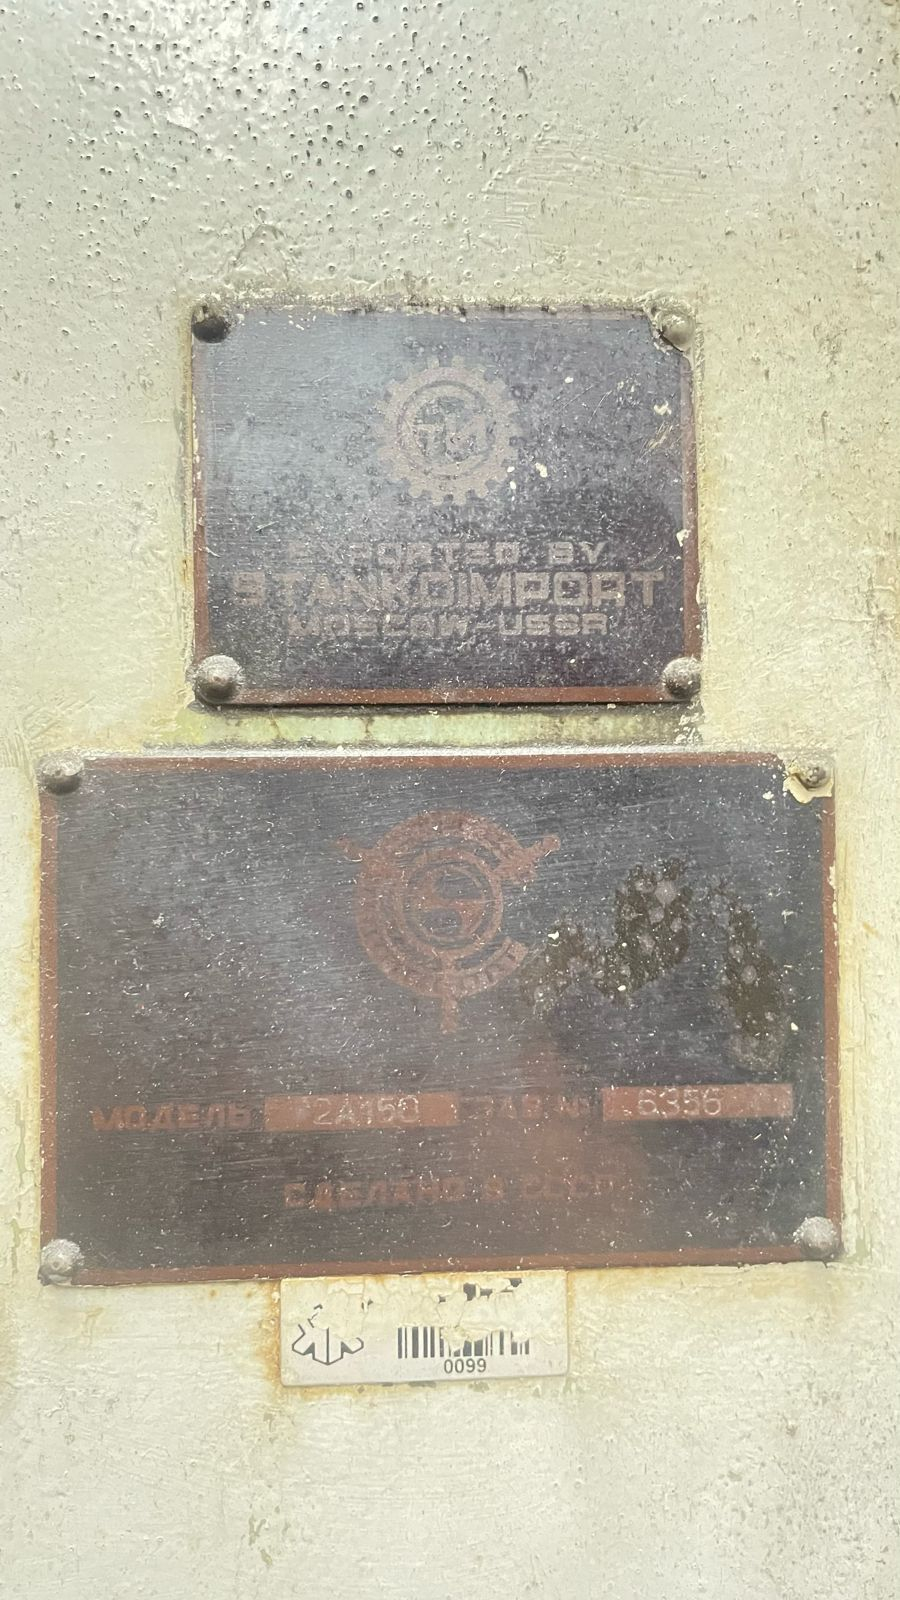 EXPORTED BY
STANKOIMPORT
MOSCOW-USSR
МОДЕЛЬ 2А150 ЗАВ.№ 6356
СДЕЛАНО В СССР
0099